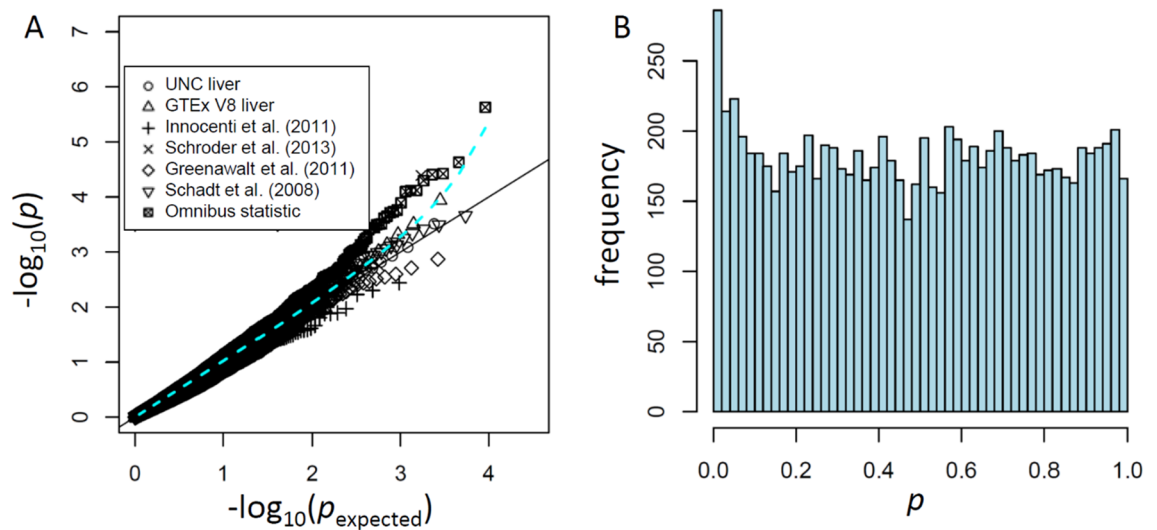 A
-log10(p)
7
6
5
4
3
2
1
0
UNC liver
GTEx V8 liver
Innocenti et al. (2011)
Schroder et al. (2013)
Greenawalt et al. (2011)
Schadt et al. (2008)
Omnibus statistic
0 1 2 3 4
-log10(pexpected)
B
frequency
250
200
150
100
50
0
0.0 0.2 0.4 0.6 0.8 1.0
p